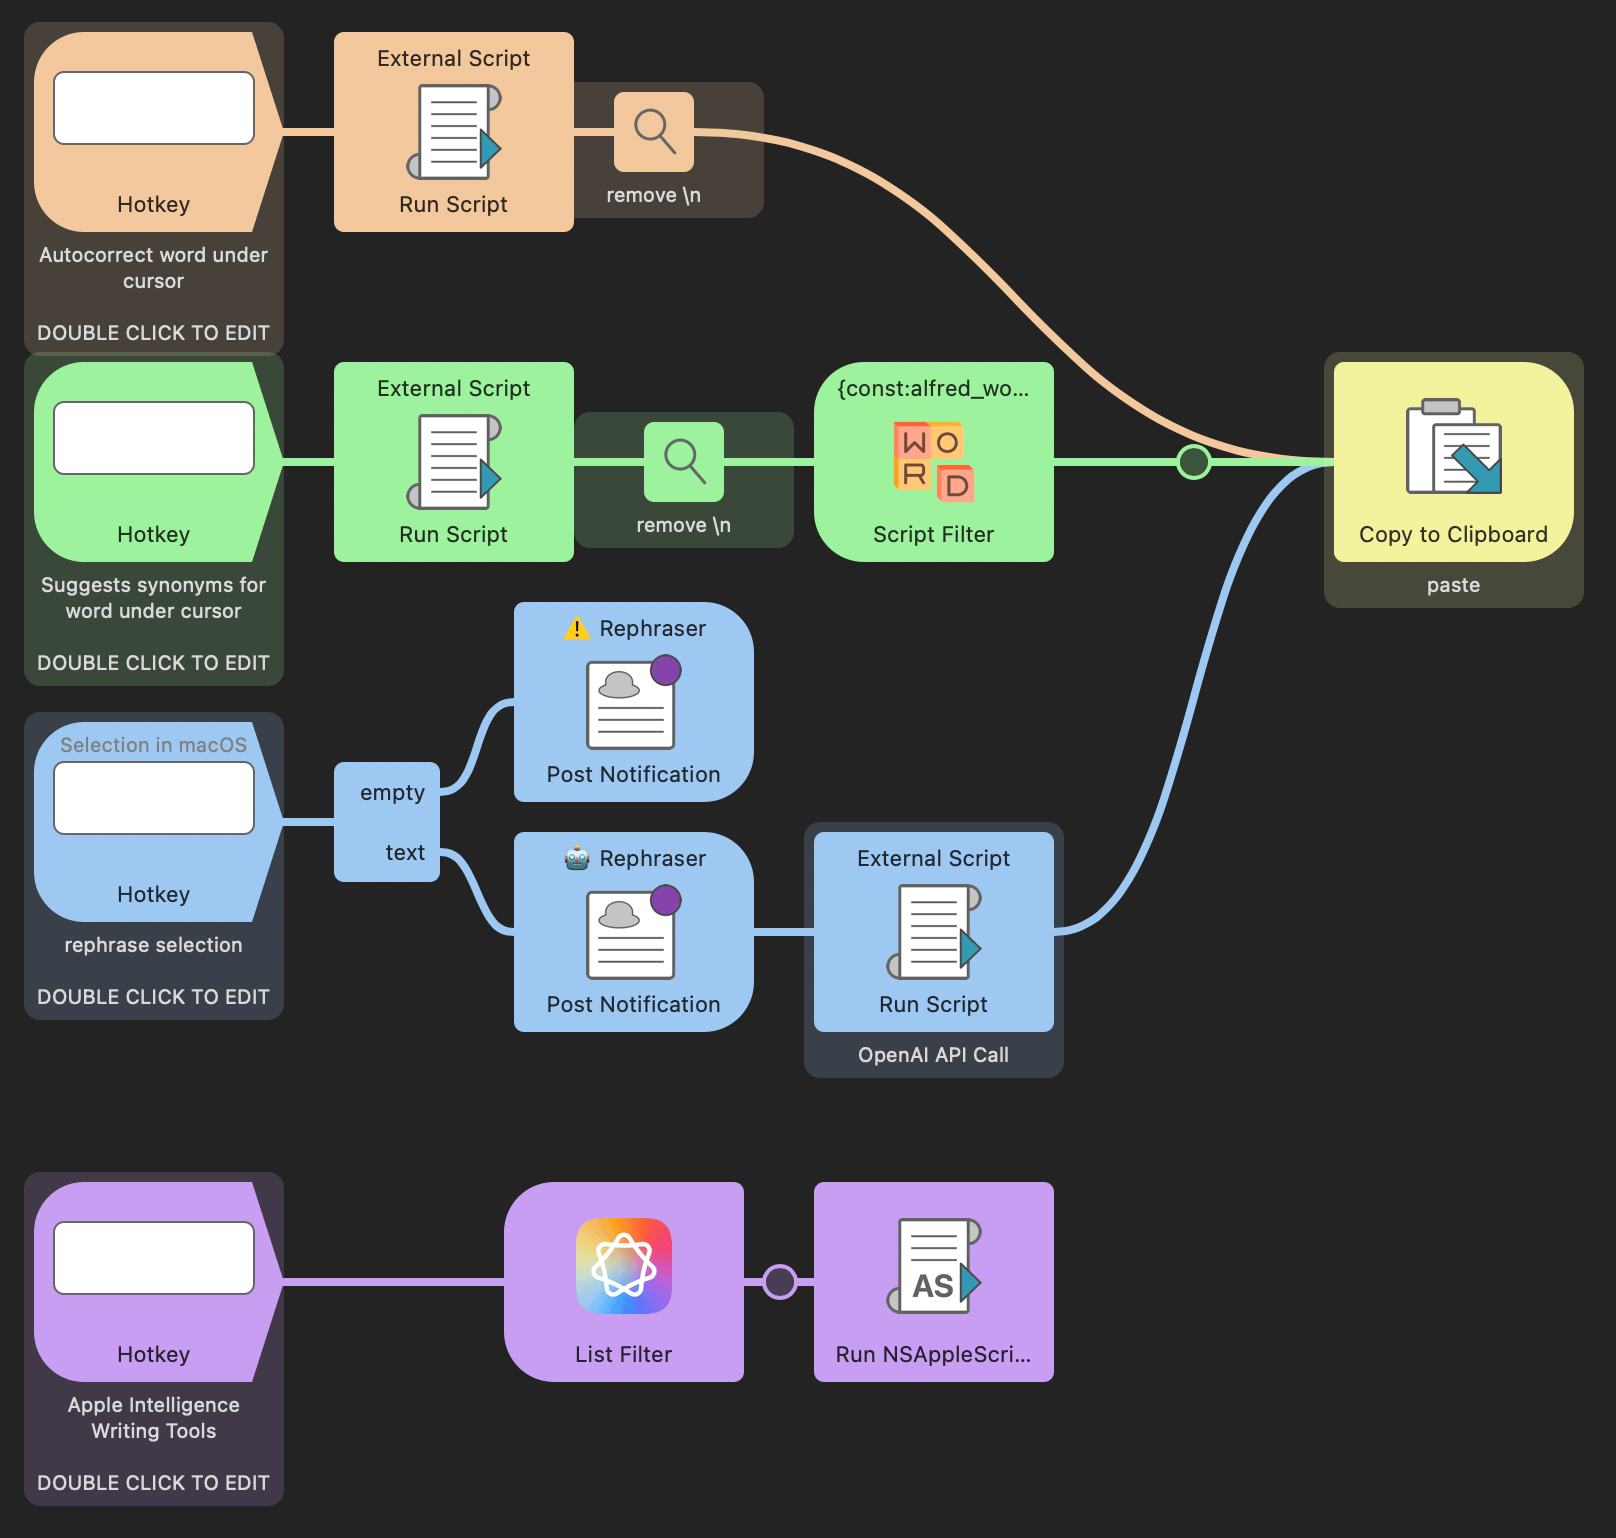 External Script
Hotkey
Run Script
remove \n
Autocorrect word under
cursor
DOUBLE CLICK TO EDIT
External Script
{const:alfred_wo...
W O
R D
Hotkey
Run Script
remove \n
Script Filter
Copy to Clipboard
paste
Suggests synonyms for
word under cursor
DOUBLE CLICK TO EDIT
⚠️ Rephraser
Post Notification
Selection in macOS
Hotkey
empty
text
rephrase selection
DOUBLE CLICK TO EDIT
🤖 Rephraser
Post Notification
External Script
Run Script
OpenAI API Call
Hotkey
List Filter
AS
Run NSAppleScri...
Apple Intelligence
Writing Tools
DOUBLE CLICK TO EDIT